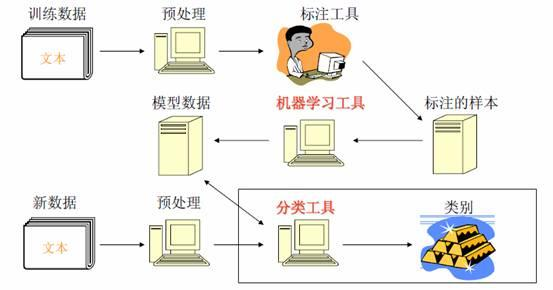 训练数据
预处理
标注工具
文本
模型数据
机器学习工具
标注的样本
新数据
预处理
分类工具
类别
文本